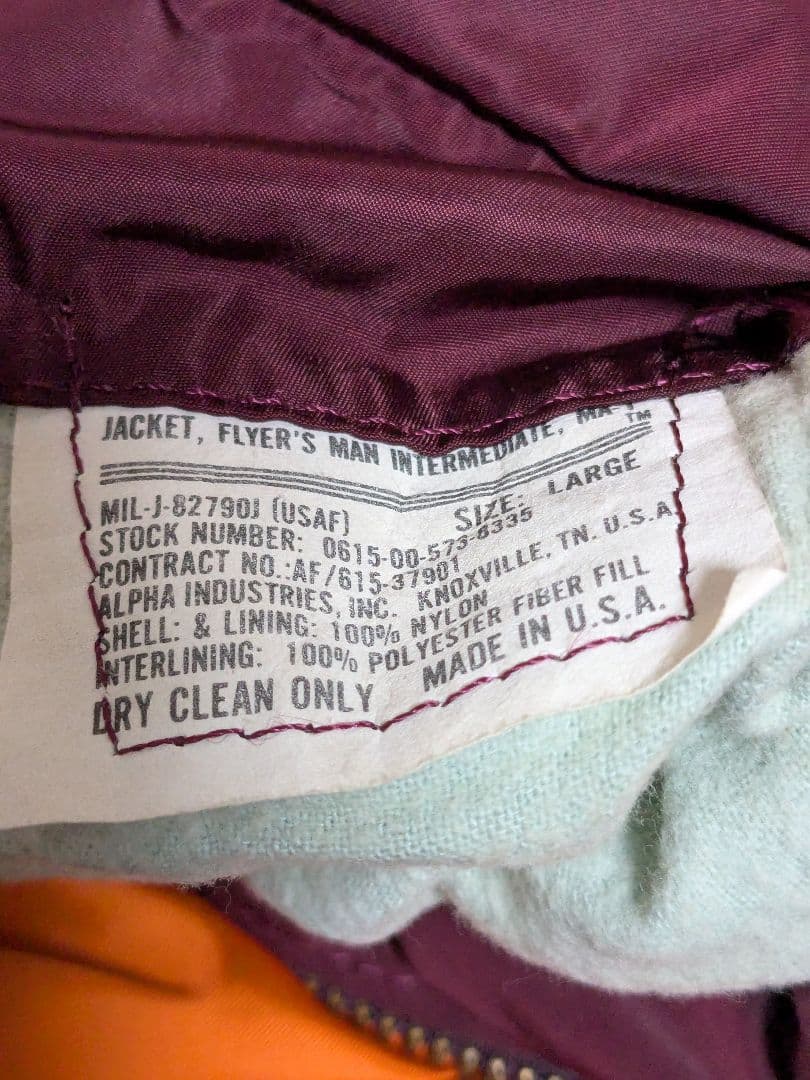 JACKET, FLYER'S MAN INTERMEDIATE, MA-1 TM
MIL-J-82790J (USAF) SIZE: LARGE
STOCK NUMBER: 0615-00-573-8335
CONTRACT NO.:AF/615-37901
ALPHA INDUSTRIES, INC. KNOXVILLE, TN. U.S.A
SHELL: & LINING: 100% NYLON
INTERLINING: 100% POLYESTER FIBER FILL
DRY CLEAN ONLY MADE IN U.S.A.